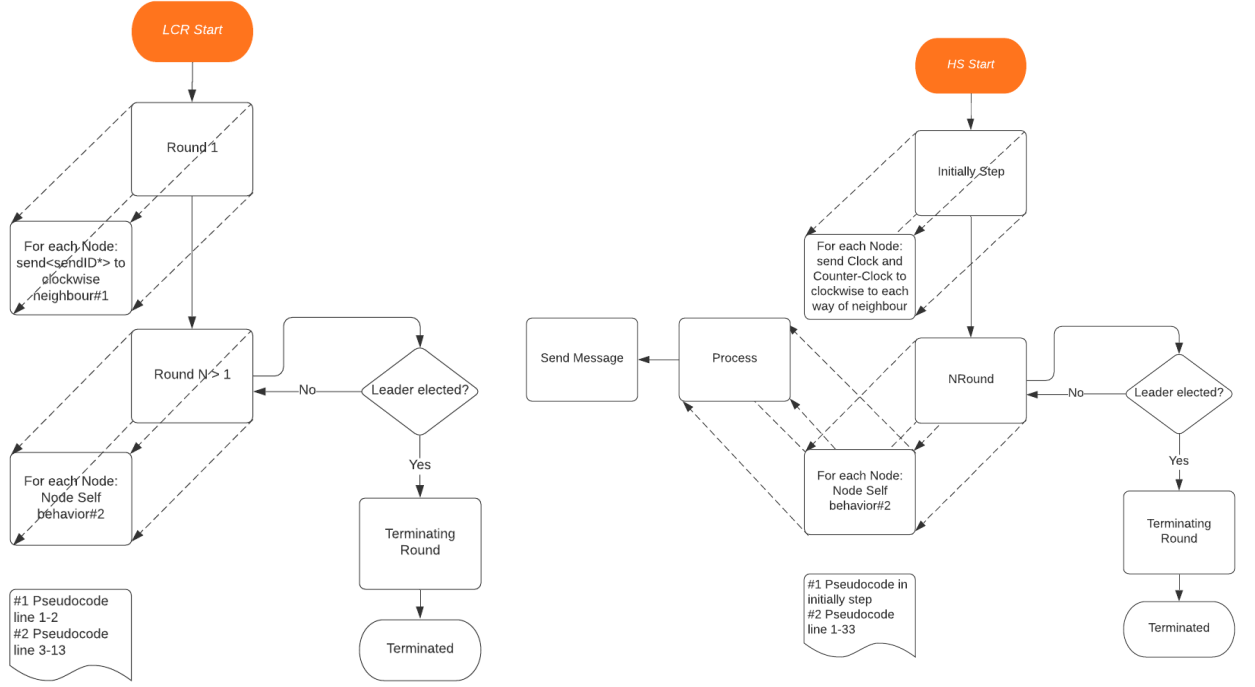 LCR Start
Round 1
For each Node:
send<sendID*> to
clockwise
neighbour#1
Round N > 1
No
Leader elected?
For each Node:
Node Self
behavior#2
Yes
Terminating
Round
Terminated
#1 Pseudocode
line 1-2
#2 Pseudocode
line 3-13
HS Start
Initially Step
For each Node:
send Clock and
Counter-Clock to
clockwise to each
way of neighbour
Send Message
Process
NRound
No
Leader elected?
For each Node:
Node Self
behavior#2
Yes
Terminating
Round
Terminated
#1 Pseudocode in
initially step
#2 Pseudocode
line 1-33